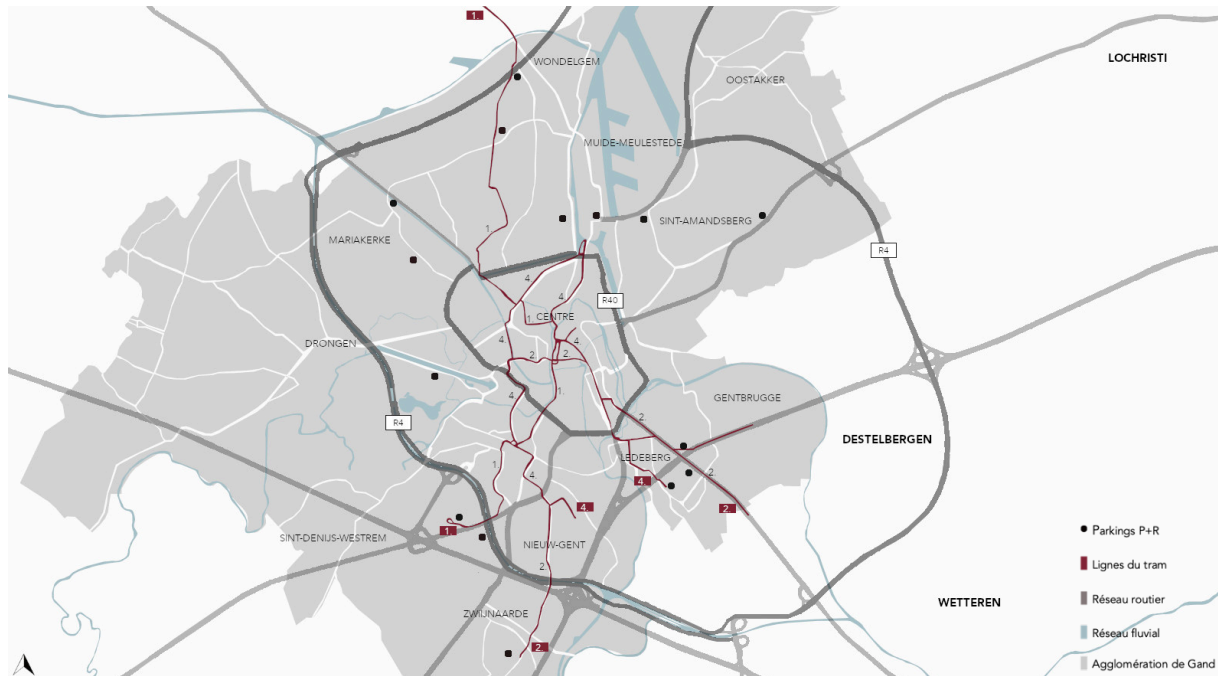 1.
WONDELGEM
LOCHRISTI
OOSTAKKER
MUIDE-MEULESTEDE
SINT-AMANDSBERG
1.
MARIAKERKE
R4
4.
4.
R40
1.
CENTRE
4.
4.
DRONGEN
2.
2.
1.
4.
GENTBRUGGE
R4
2.
DESTELBERGEN
LEDEBERG
1.
4.
2.
4.
2.
4.
1.
SINT-DENIJS-WESTREM
NIEUW-GENT
2.
ZWIJNAARDE
2.
WETTEREN
Parkings P+R
Lignes du tram
Réseau routier
Réseau fluvial
Agglomération de Gand